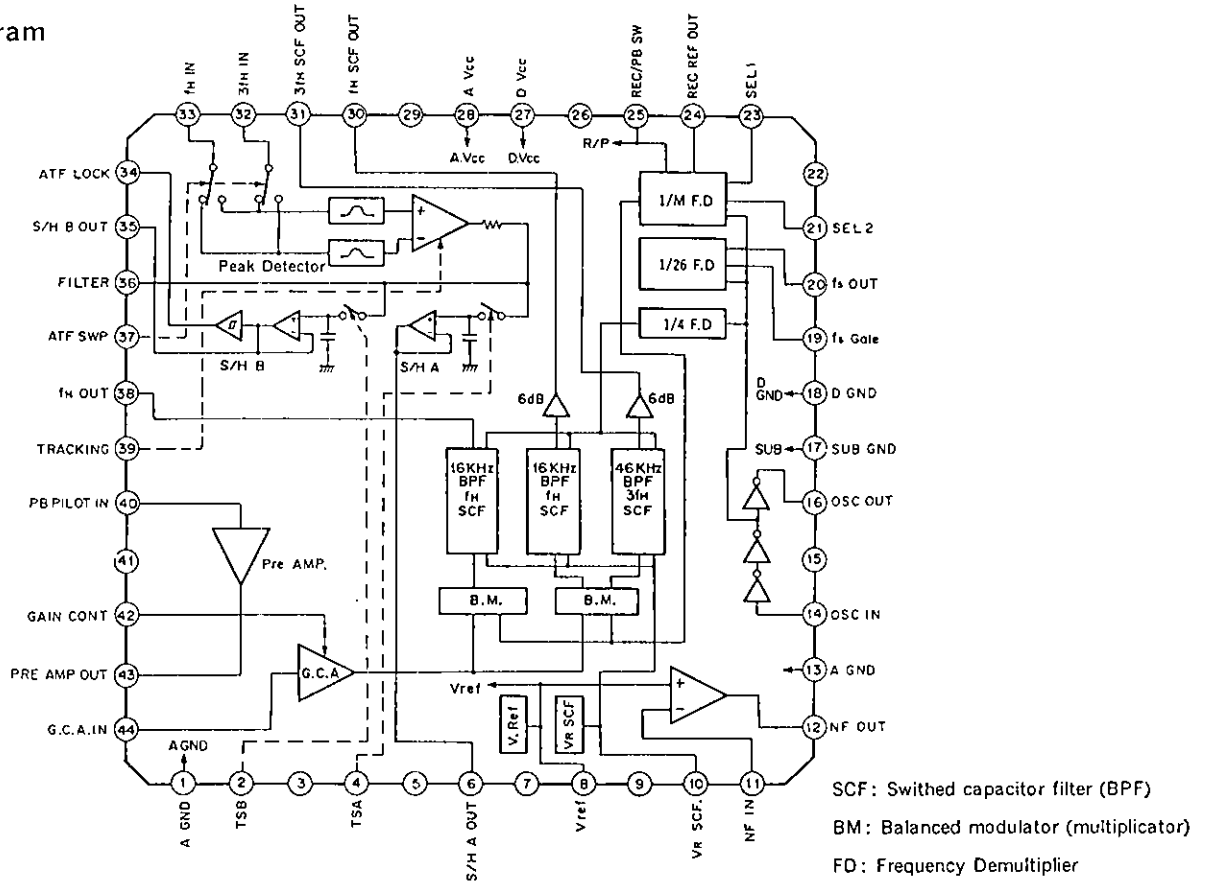 ram
fH IN
3fH IN
3fH SCF OUT
fH SCF OUT
A Vcc
D Vcc
REC/PB SW
REC REF OUT
SEL1
33
32
31
30
29
28
27
26
25
24
23
A.Vcc
D.Vcc
R/P
ATF LOCK 34
S/H B OUT 35
FILTER 36
ATF SWP 37
fH OUT 38
TRACKING 39
PB PILOT IN 40
41
GAIN CONT 42
PRE AMP OUT 43
G.C.A.IN 44
Peak Detector
+
−
S/H B
S/H A
+
−
+
−
1/M F.D
1/26 F.D
1/4 F.D
22
21 SEL 2
20 fs OUT
19 fs Gate
D GND 18 D GND
SUB 17 SUB GND
16 OSC OUT
15
14 OSC IN
13 A GND
12 NF OUT
6dB
6dB
16KHz
BPF
fH
SCF
16KHz
BPF
fH
SCF
46KHz
BPF
3fH
SCF
Pre AMP.
B.M.
B.M.
G.C.A
Vref
V.Ref
VR SCF
+
−
A GND
1
2
3
4
5
6
7
8
9
10
11
A GND
TSB
TSA
S/H A OUT
Vref
VR SCF.
NF IN
SCF: Swithed capacitor filter (BPF)
BM: Balanced modulator (multiplicator)
FD: Frequency Demultiplier